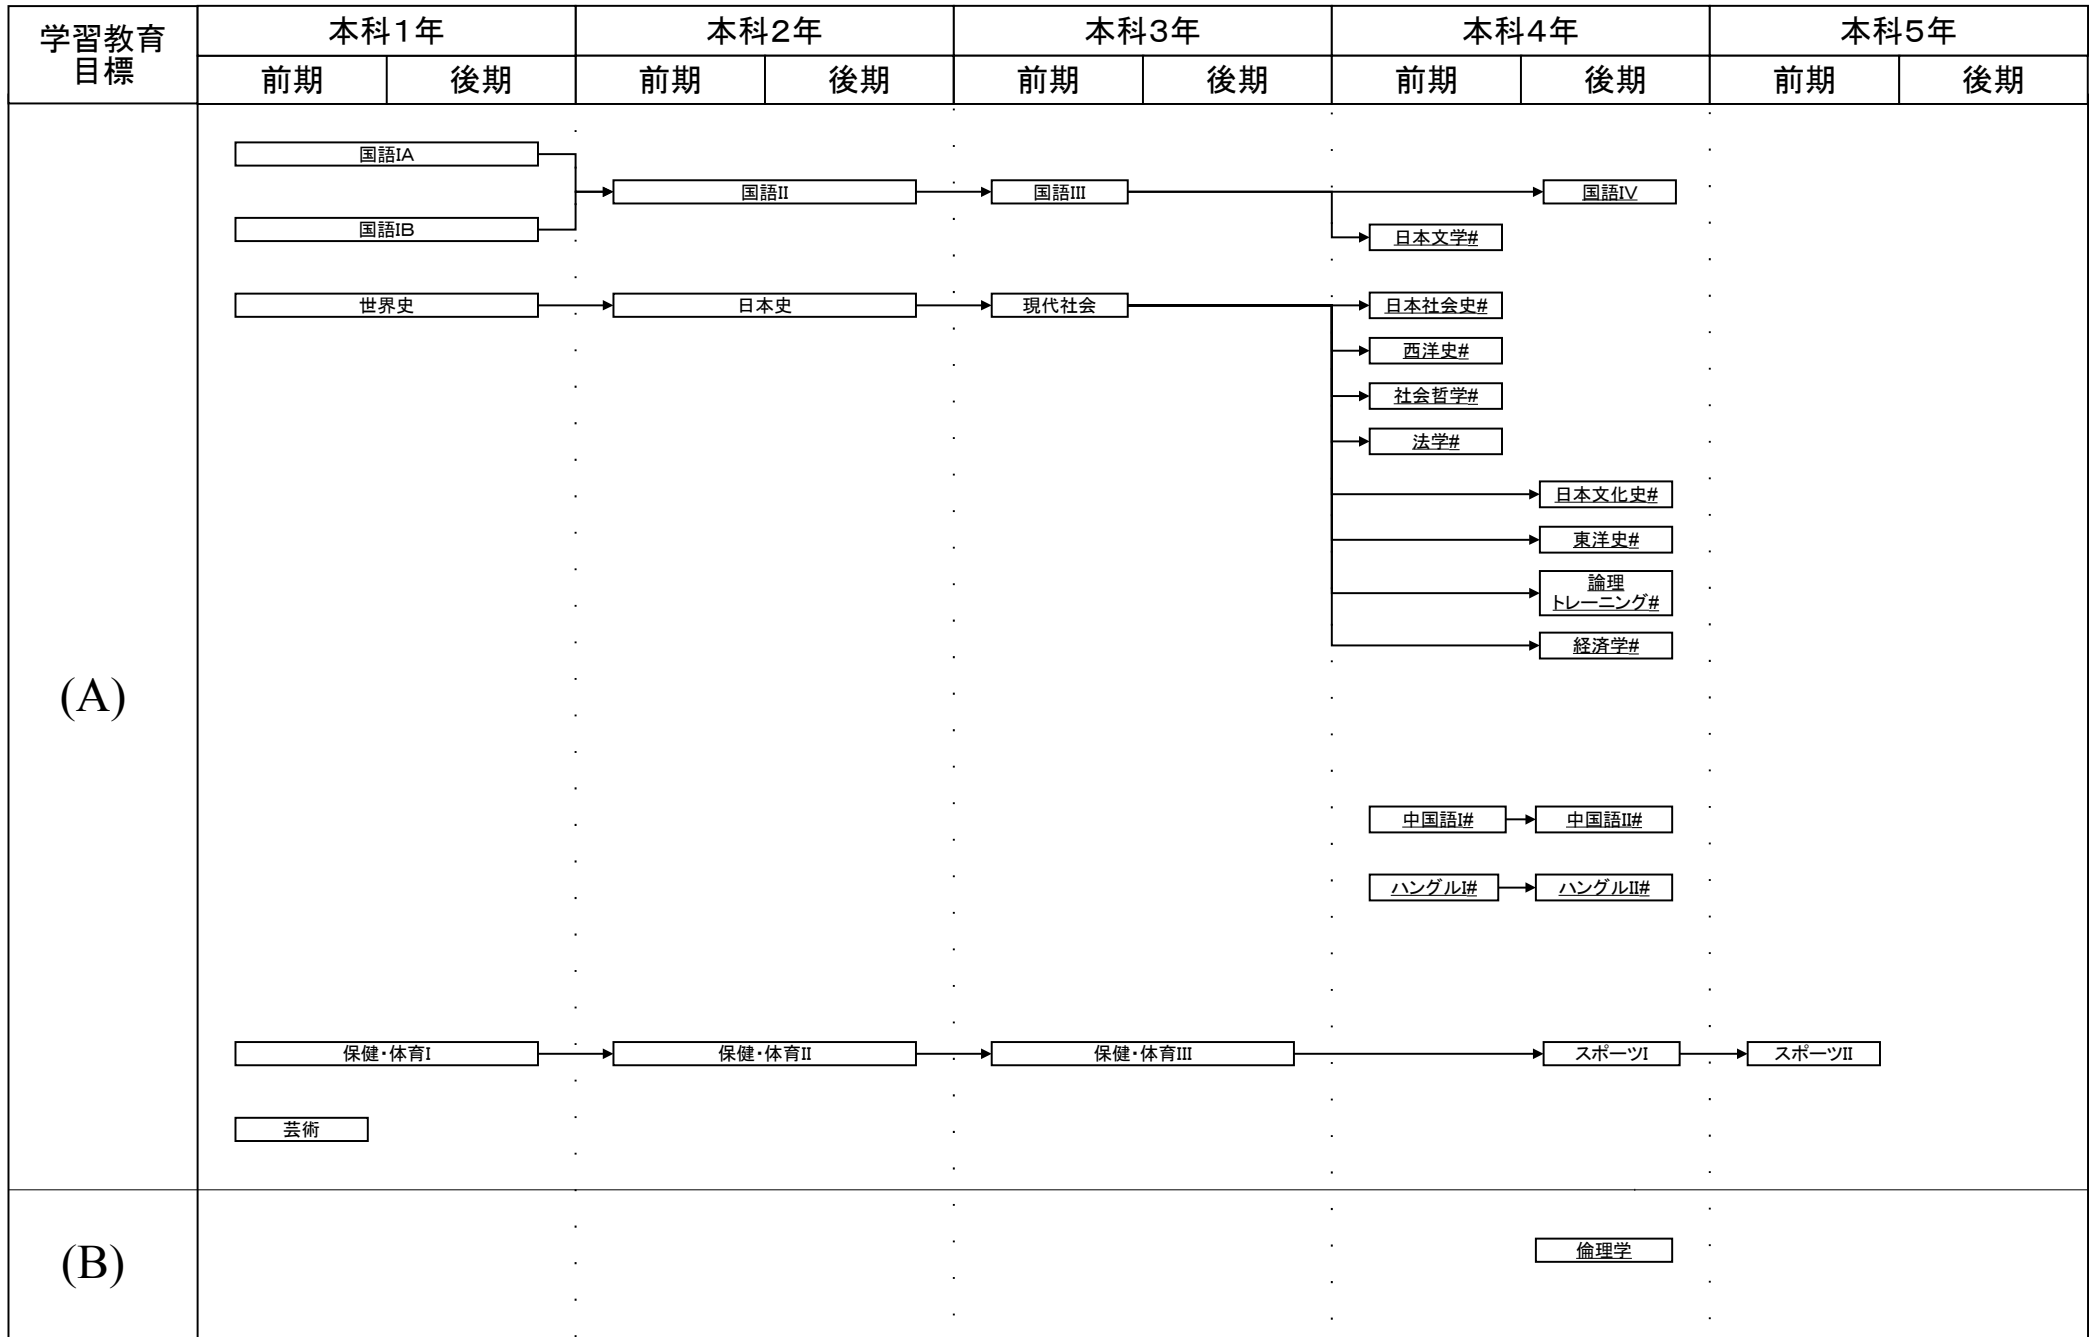 学習教育
目標
本科1年
本科2年
本科3年
本科4年
本科5年
前期
後期
前期
後期
前期
後期
前期
後期
前期
後期
(A)
国語IA
国語IB
国語II
国語III
国語IV
日本文学#
世界史
日本史
現代社会
日本社会史#
西洋史#
社会哲学#
法学#
日本文化史#
東洋史#
論理
トレーニング#
経済学#
中国語I#
中国語II#
ハングルI#
ハングルII#
保健・体育I
保健・体育II
保健・体育III
スポーツI
スポーツII
芸術
(B)
倫理学